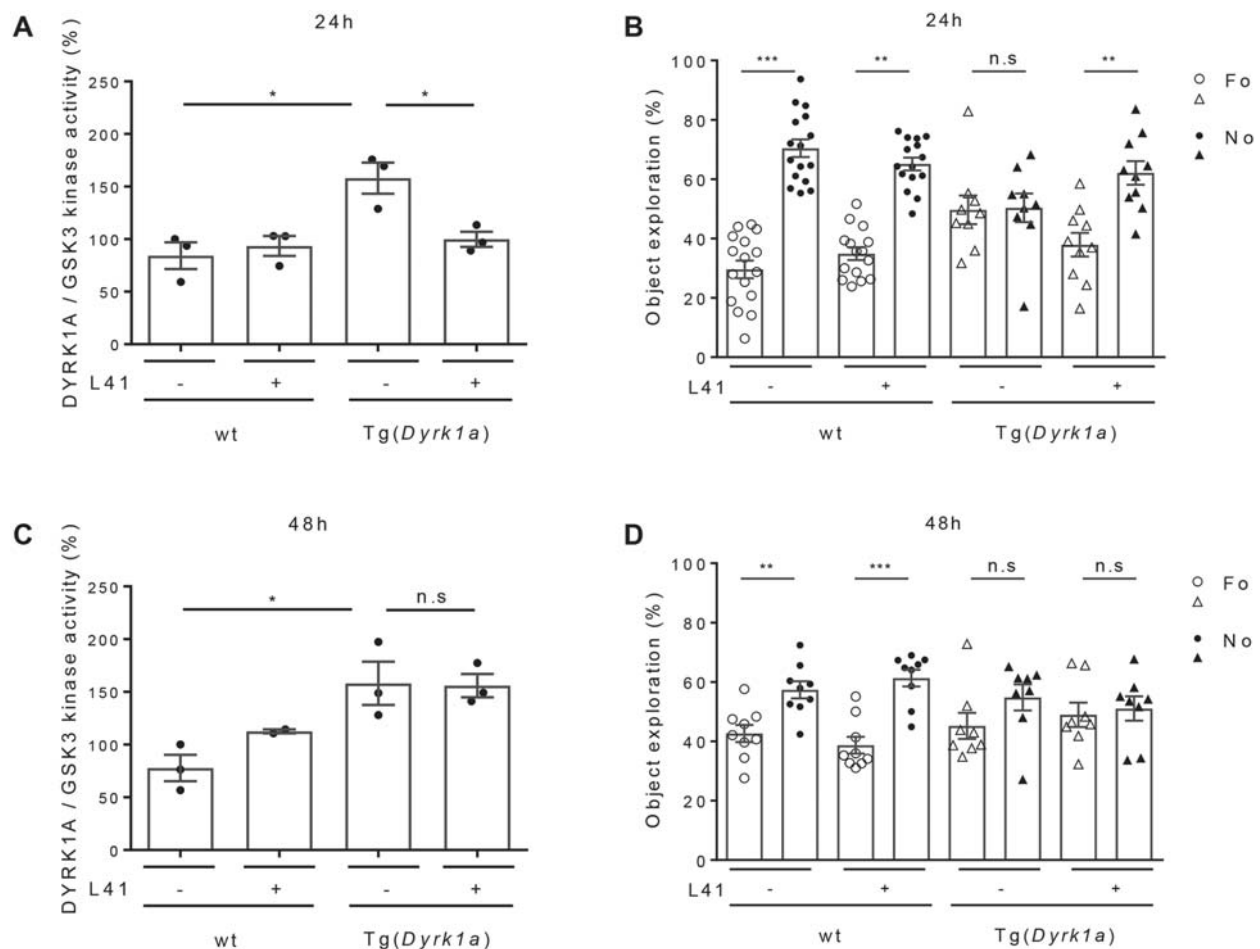 A
24h
DYRK1A / GSK3 kinase activity (%)
250
200
150
100
50
0
*
*
L41
-
+
-
+
wt
Tg(Dyrk1a)
B
24h
Object exploration (%)
100
80
60
40
20
0
***
**
n.s
**
Fo
No
L41
-
+
-
+
wt
Tg(Dyrk1a)
C
48h
DYRK1A / GSK3 kinase activity (%)
250
200
150
100
50
0
*
n.s
L41
-
+
-
+
wt
Tg(Dyrk1a)
D
48h
Object exploration (%)
100
80
60
40
20
0
**
***
n.s
n.s
Fo
No
L41
-
+
-
+
wt
Tg(Dyrk1a)